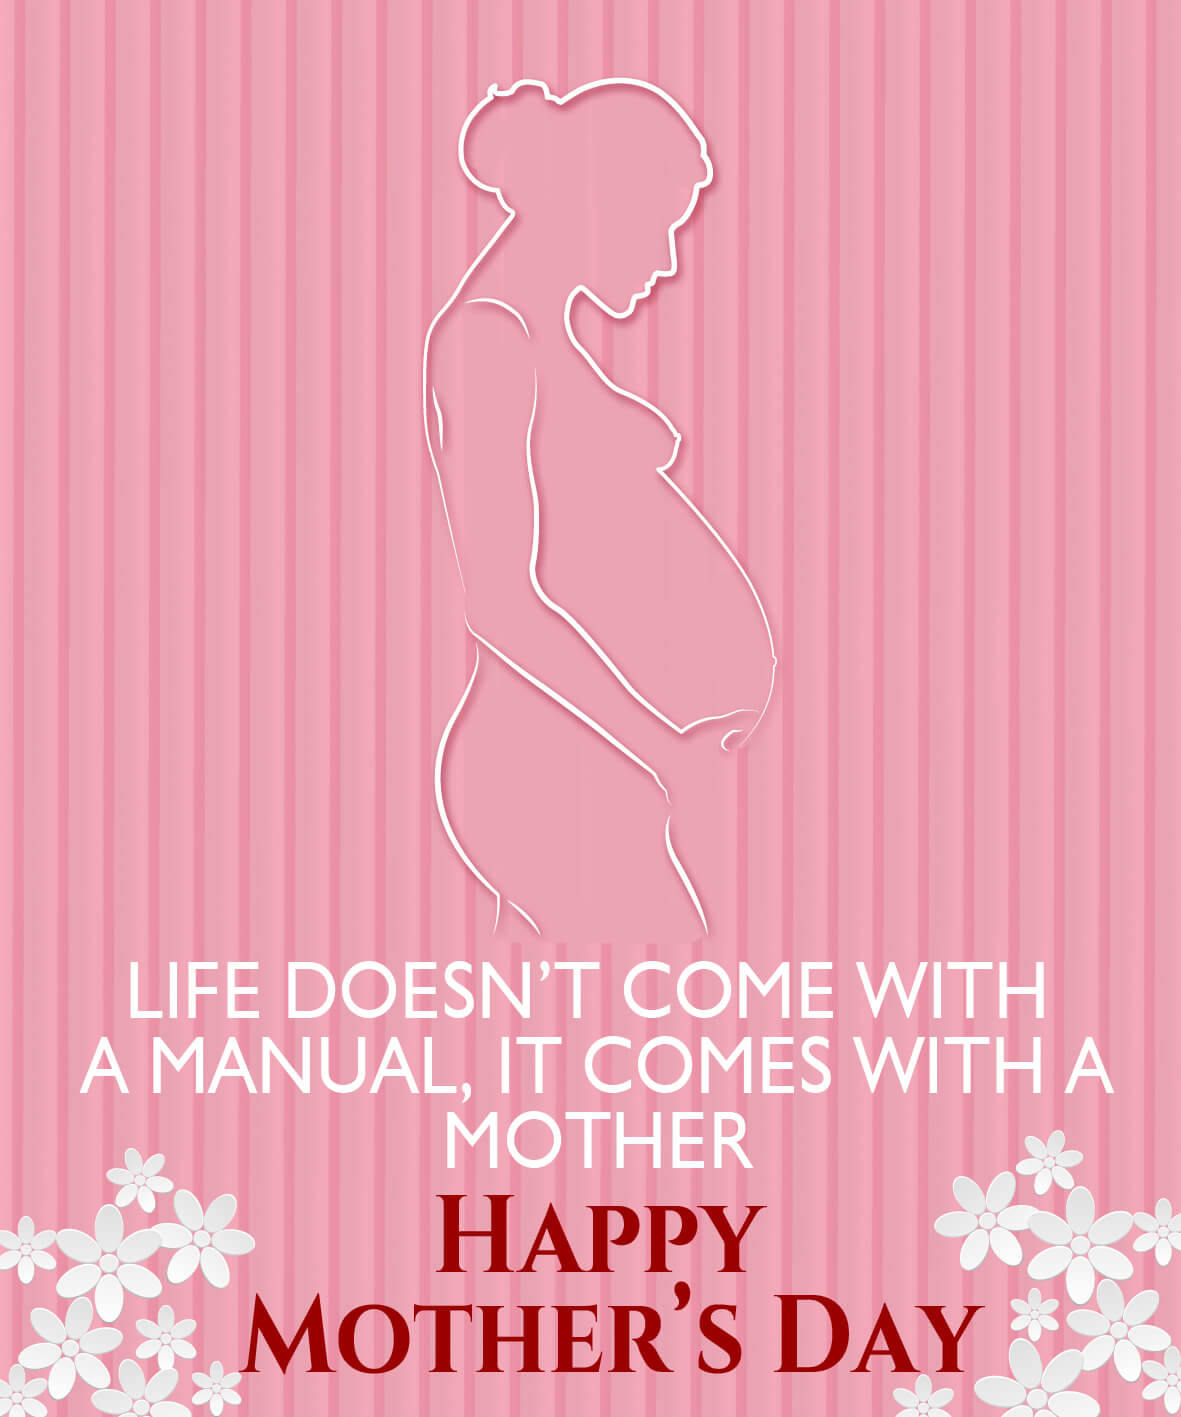 LIFE DOESN’T COME WITH
A MANUAL, IT COMES WITH A
MOTHER
HAPPY
MOTHER’S DAY